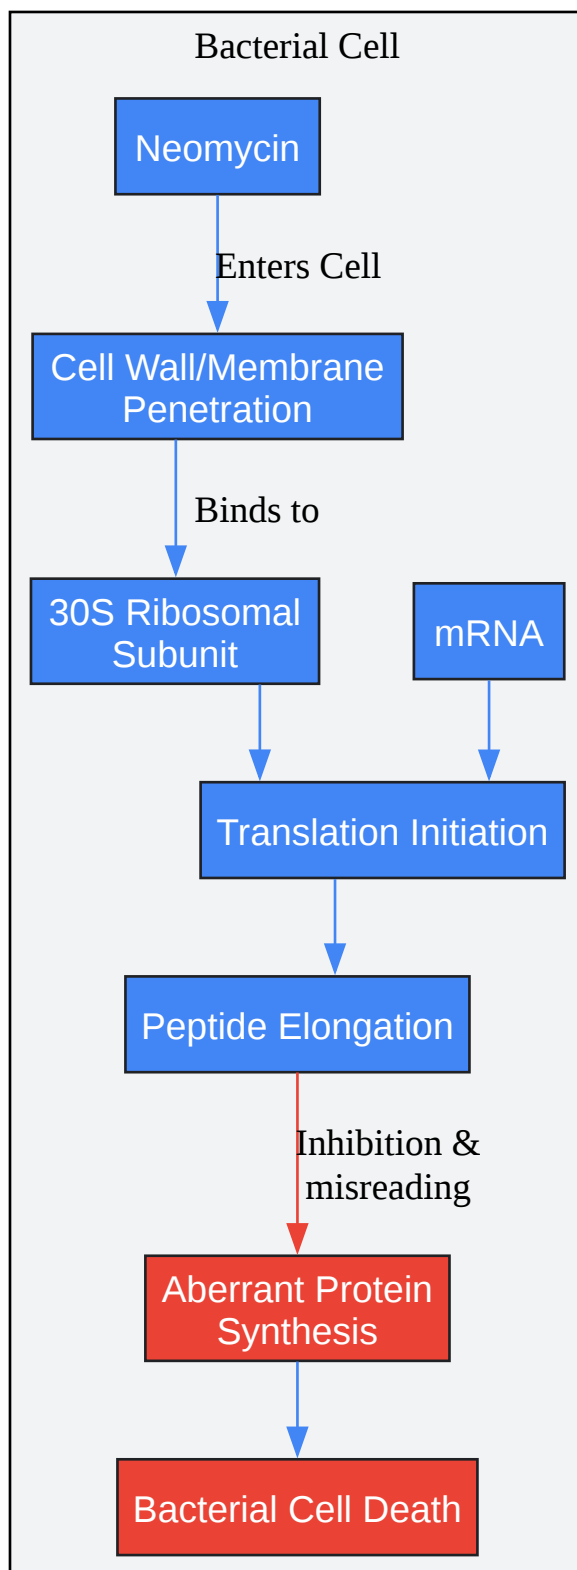 Bacterial Cell
Neomycin
Enters Cell
Cell Wall/Membrane
Penetration
Binds to
30S Ribosomal
Subunit
mRNA
Translation Initiation
Peptide Elongation
Inhibition &
misreading
Aberrant Protein
Synthesis
Bacterial Cell Death